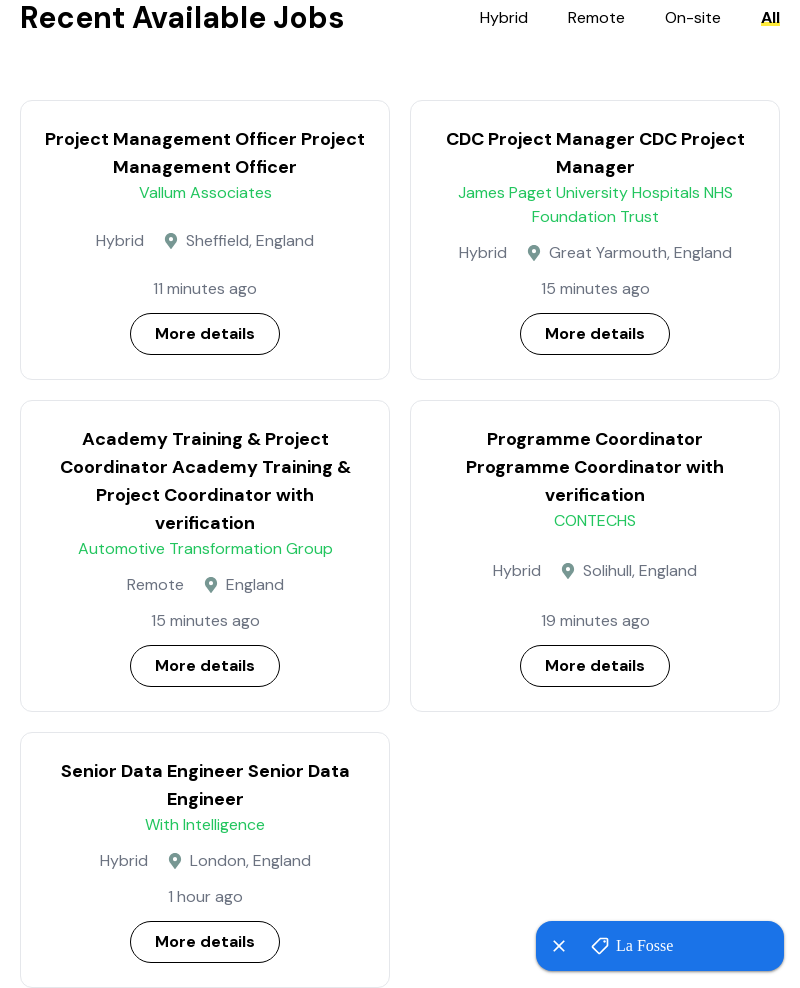 Recent Available Jobs
Hybrid Remote On-site All
Project Management Officer Project
Management Officer
Vallum Associates
Hybrid Sheffield, England
11 minutes ago
More details
CDC Project Manager CDC Project
Manager
James Paget University Hospitals NHS
Foundation Trust
Hybrid Great Yarmouth, England
15 minutes ago
More details
Academy Training & Project
Coordinator Academy Training &
Project Coordinator with
verification
Automotive Transformation Group
Remote England
15 minutes ago
More details
Programme Coordinator
Programme Coordinator with
verification
CONTECHS
Hybrid Solihull, England
19 minutes ago
More details
Senior Data Engineer Senior Data
Engineer
With Intelligence
Hybrid London, England
1 hour ago
More details
La Fosse